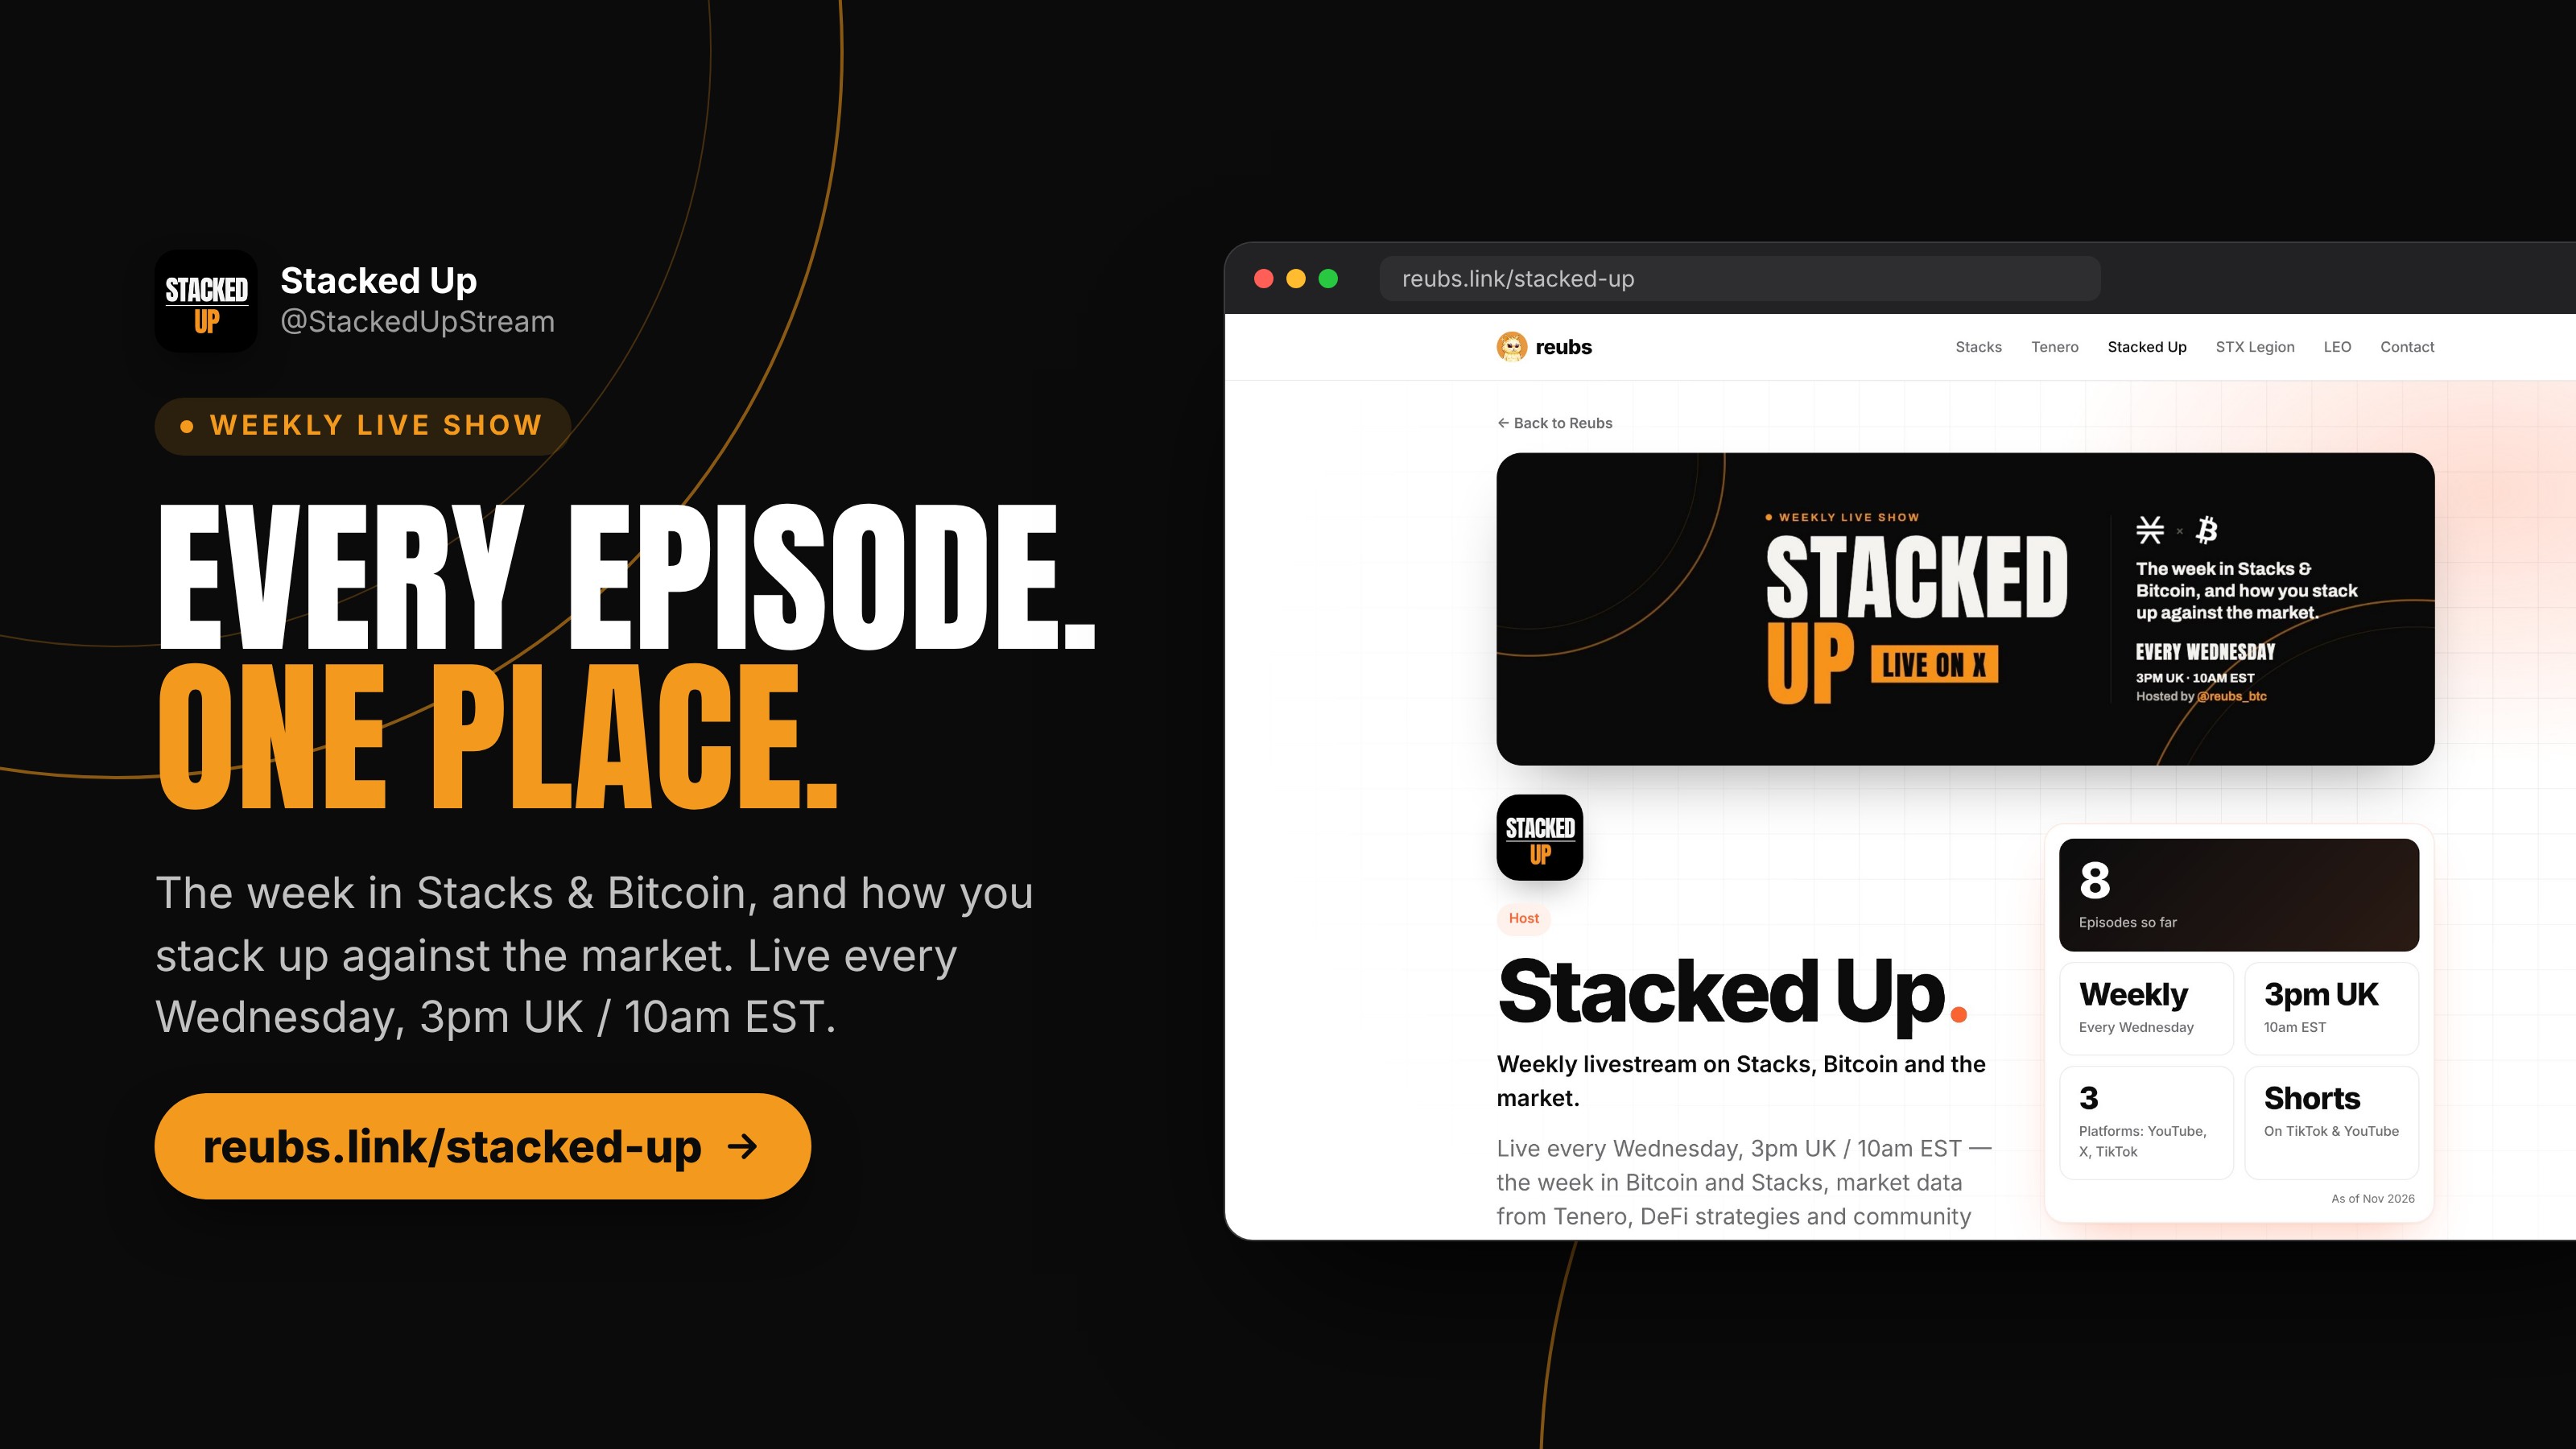 STACKED
UP
Stacked Up
@StackedUpStream
WEEKLY LIVE SHOW
EVERY EPISODE.
ONE PLACE.
The week in Stacks & Bitcoin, and how you
stack up against the market. Live every
Wednesday, 3pm UK / 10am EST.
reubs.link/stacked-up →
reubs.link/stacked-up
reubs
Stacks
Tenero
Stacked Up
STX Legion
LEO
Contact
← Back to Reubs
WEEKLY LIVE SHOW
STACKED
UP
LIVE ON X
×
The week in Stacks &
Bitcoin, and how you stack
up against the market.
EVERY WEDNESDAY
3PM UK · 10AM EST
Hosted by @reubs_btc
STACKED
UP
Host
Stacked Up.
Weekly livestream on Stacks, Bitcoin and the
market.
Live every Wednesday, 3pm UK / 10am EST —
the week in Bitcoin and Stacks, market data
from Tenero, DeFi strategies and community
8
Episodes so far
Weekly
Every Wednesday
3pm UK
10am EST
3
Platforms: YouTube,
X, TikTok
Shorts
On TikTok & YouTube
As of Nov 2026